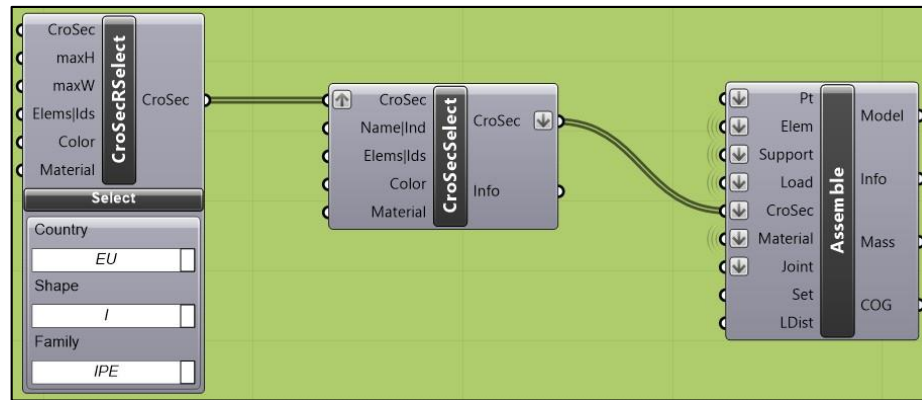 CroSec
maxH
maxW
Elems|Ids
Color
Material
CroSecRSelect
CroSec
Select
Country
EU
Shape
I
Family
IPE
CroSec
Name|Ind
Elems|Ids
Color
Material
CroSecSelect
CroSec
Info
Pt
Elem
Support
Load
CroSec
Material
Joint
Set
LDist
Assemble
Model
Info
Mass
COG